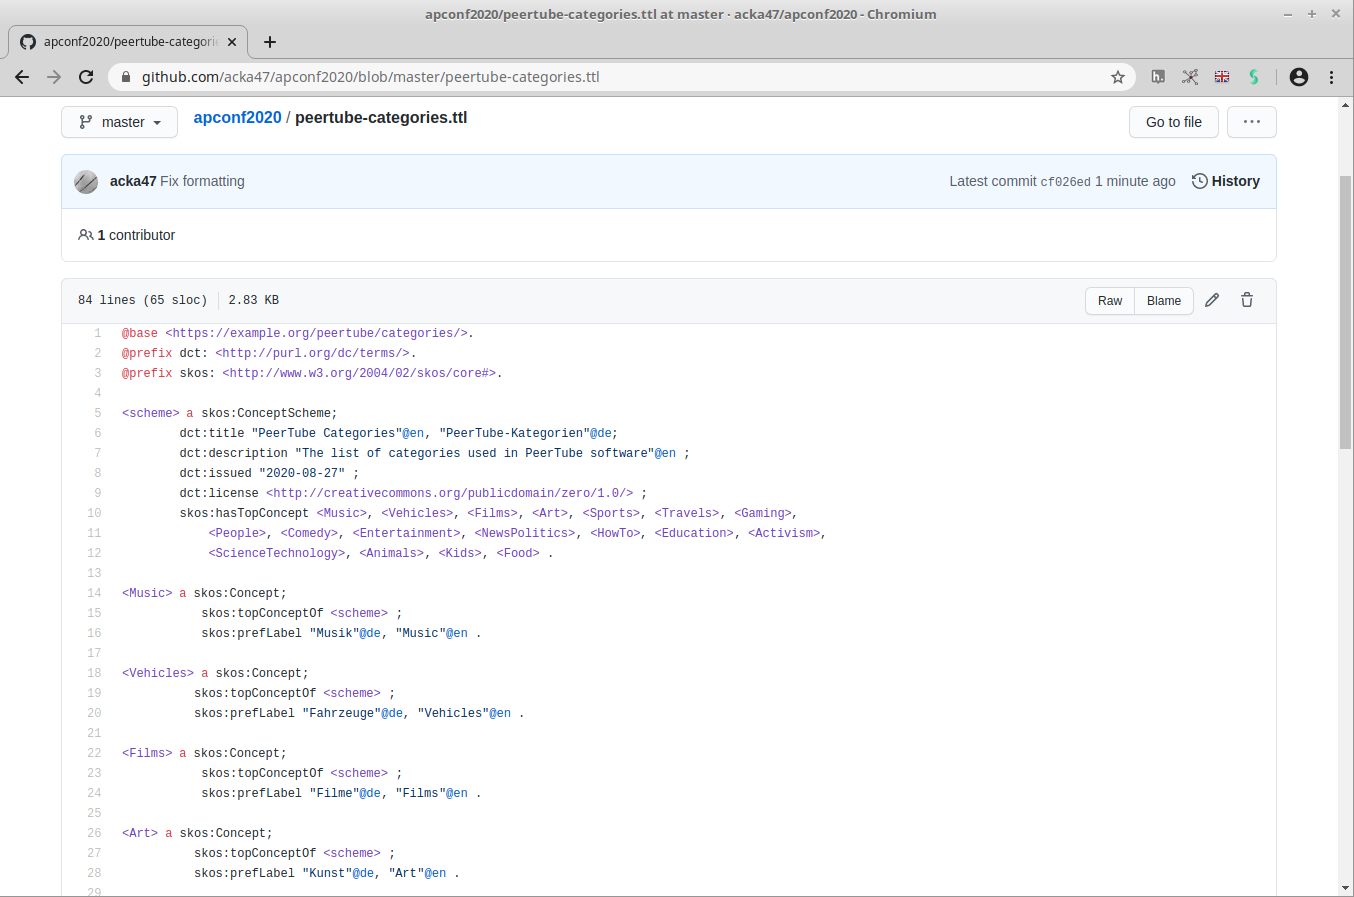 apconf2020/peertube-categories.ttl at master · acka47/apconf2020 - Chromium
apconf2020/peertube-categori
github.com/acka47/apconf2020/blob/master/peertube-categories.ttl
master
apconf2020 / peertube-categories.ttl
Go to file
acka47 Fix formatting
Latest commit cf026ed 1 minute ago
History
1 contributor
84 lines (65 sloc) 2.83 KB
Raw Blame
1 @base <https://example.org/peertube/categories/>.
2 @prefix dct: <http://purl.org/dc/terms/>.
3 @prefix skos: <http://www.w3.org/2004/02/skos/core#>.
4
5 <scheme> a skos:ConceptScheme;
6 dct:title "PeerTube Categories"@en, "PeerTube-Kategorien"@de;
7 dct:description "The list of categories used in PeerTube software"@en ;
8 dct:issued "2020-08-27" ;
9 dct:license <http://creativecommons.org/publicdomain/zero/1.0/> ;
10 skos:hasTopConcept <Music>, <Vehicles>, <Films>, <Art>, <Sports>, <Travels>, <Gaming>,
11 <People>, <Comedy>, <Entertainment>, <NewsPolitics>, <HowTo>, <Education>, <Activism>,
12 <ScienceTechnology>, <Animals>, <Kids>, <Food> .
13
14 <Music> a skos:Concept;
15 skos:topConceptOf <scheme> ;
16 skos:prefLabel "Musik"@de, "Music"@en .
17
18 <Vehicles> a skos:Concept;
19 skos:topConceptOf <scheme> ;
20 skos:prefLabel "Fahrzeuge"@de, "Vehicles"@en .
21
22 <Films> a skos:Concept;
23 skos:topConceptOf <scheme> ;
24 skos:prefLabel "Filme"@de, "Films"@en .
25
26 <Art> a skos:Concept;
27 skos:topConceptOf <scheme> ;
28 skos:prefLabel "Kunst"@de, "Art"@en .
29